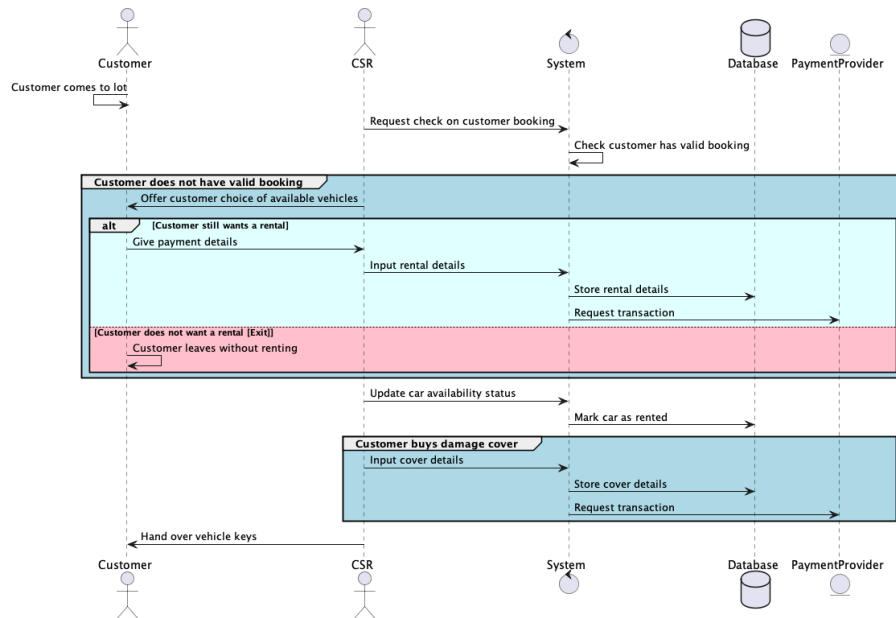 Customer
CSR
System
Database
PaymentProvider
Customer comes to lot
Request check on customer booking
Check customer has valid booking
Customer does not have valid booking
Offer customer choice of available vehicles
alt
[Customer still wants a rental]
Give payment details
Input rental details
Store rental details
Request transaction
[Customer does not want a rental [Exit]]
Customer leaves without renting
Update car availability status
Mark car as rented
Customer buys damage cover
Input cover details
Store cover details
Request transaction
Hand over vehicle keys
Customer
CSR
System
Database
PaymentProvider